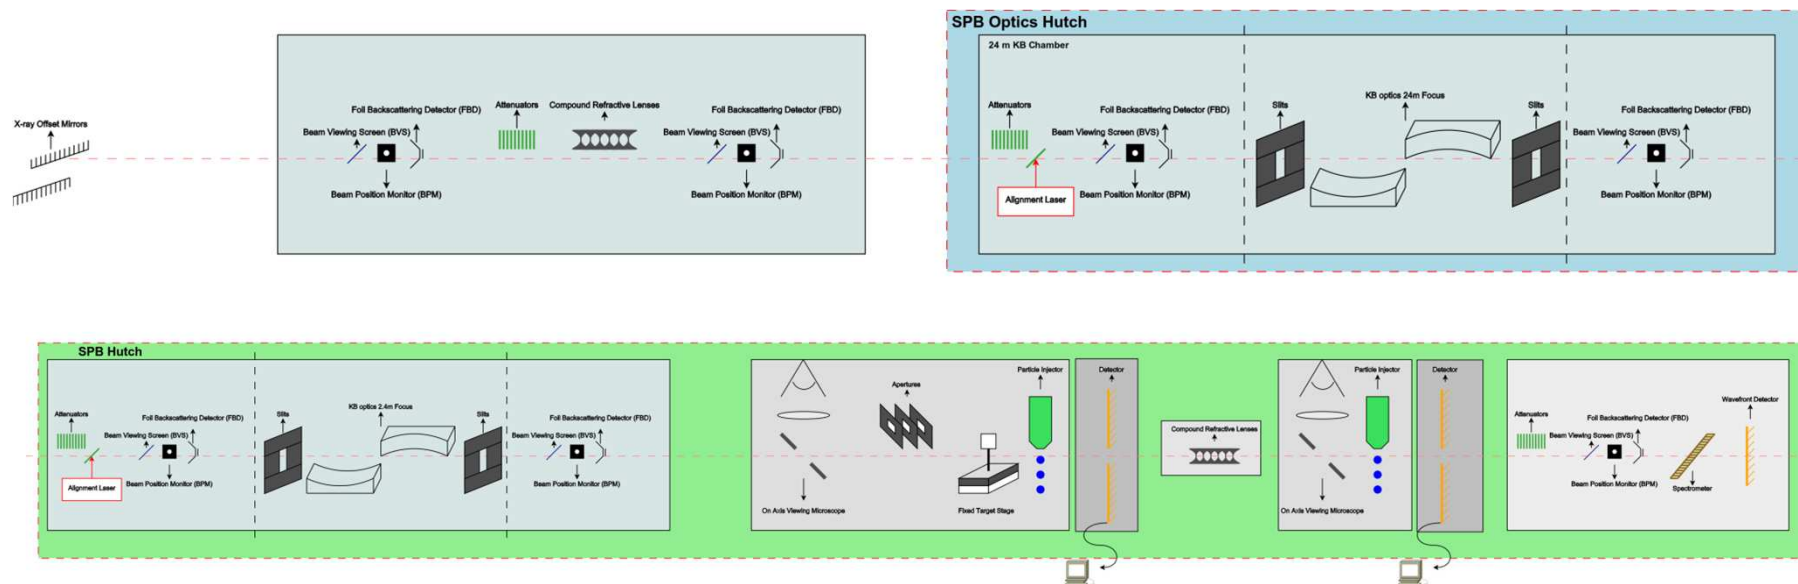 SPB Optics Hutch
24 m KB Chamber
X-ray Offset Mirrors
Foil Backscattering Detector (FBD)
Beam Viewing Screen (BVS)
Beam Position Monitor (BPM)
Attenuators
Compound Refractive Lenses
Foil Backscattering Detector (FBD)
Beam Viewing Screen (BVS)
Beam Position Monitor (BPM)
Attenuators
Alignment Laser
Foil Backscattering Detector (FBD)
Beam Viewing Screen (BVS)
Beam Position Monitor (BPM)
Slits
KB optics 24m Focus
Slits
Foil Backscattering Detector (FBD)
Beam Viewing Screen (BVS)
Beam Position Monitor (BPM)
SPB Hutch
Attenuators
Alignment Laser
Foil Backscattering Detector (FBD)
Beam Viewing Screen (BVS)
Beam Position Monitor (BPM)
Slits
KB optics 2.4m Focus
Slits
Foil Backscattering Detector (FBD)
Beam Viewing Screen (BVS)
Beam Position Monitor (BPM)
On Axis Viewing Microscope
Apertures
Fixed Target Stage
Particle Injector
Detector
Compound Refractive Lenses
On Axis Viewing Microscope
Particle Injector
Detector
Attenuators
Foil Backscattering Detector (FBD)
Beam Viewing Screen (BVS)
Beam Position Monitor (BPM)
Spectrometer
Wavefront Detector